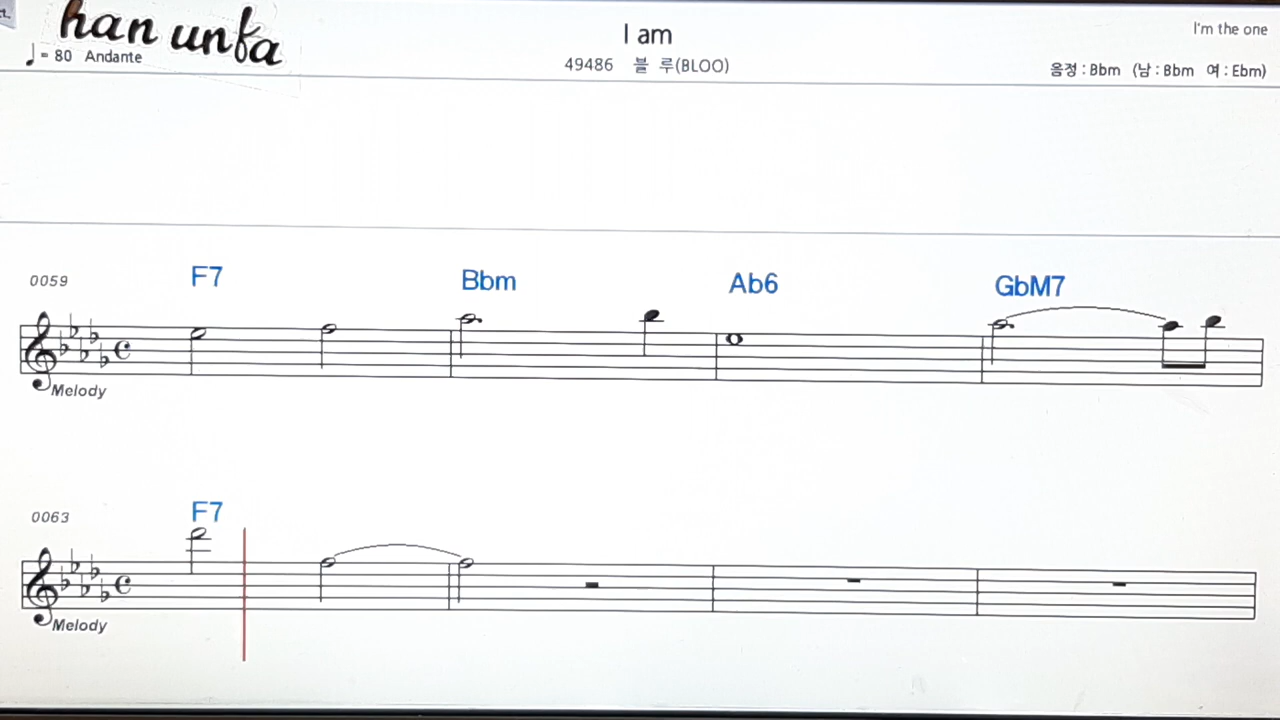 han unfa
I am
I'm the one
♩= 80 Andante
49486 블 루(BLOO)
음정 : Bbm (남 : Bbm 여 : Ebm)
0059 F7 Bbm Ab6 GbM7
Melody
0063 F7
Melody